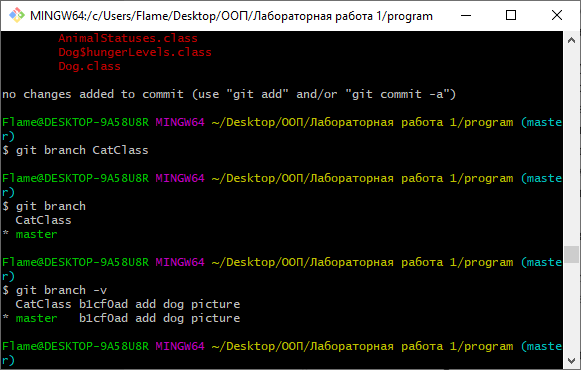 MINGW64:/c/Users/Flame/Desktop/ООП/Лабораторная работа 1/program
AnimalStatuses.class
Dog$hungerLevels.class
Dog.class
no changes added to commit (use "git add" and/or "git commit -a")
Flame@DESKTOP-9A58U8R MINGW64 ~/Desktop/ООП/Лабораторная работа 1/program (maste
r)
$ git branch CatClass
Flame@DESKTOP-9A58U8R MINGW64 ~/Desktop/ООП/Лабораторная работа 1/program (maste
r)
$ git branch
CatClass
* master
Flame@DESKTOP-9A58U8R MINGW64 ~/Desktop/ООП/Лабораторная работа 1/program (maste
r)
$ git branch -v
CatClass b1cf0ad add dog picture
* master b1cf0ad add dog picture
Flame@DESKTOP-9A58U8R MINGW64 ~/Desktop/ООП/Лабораторная работа 1/program (maste
r)